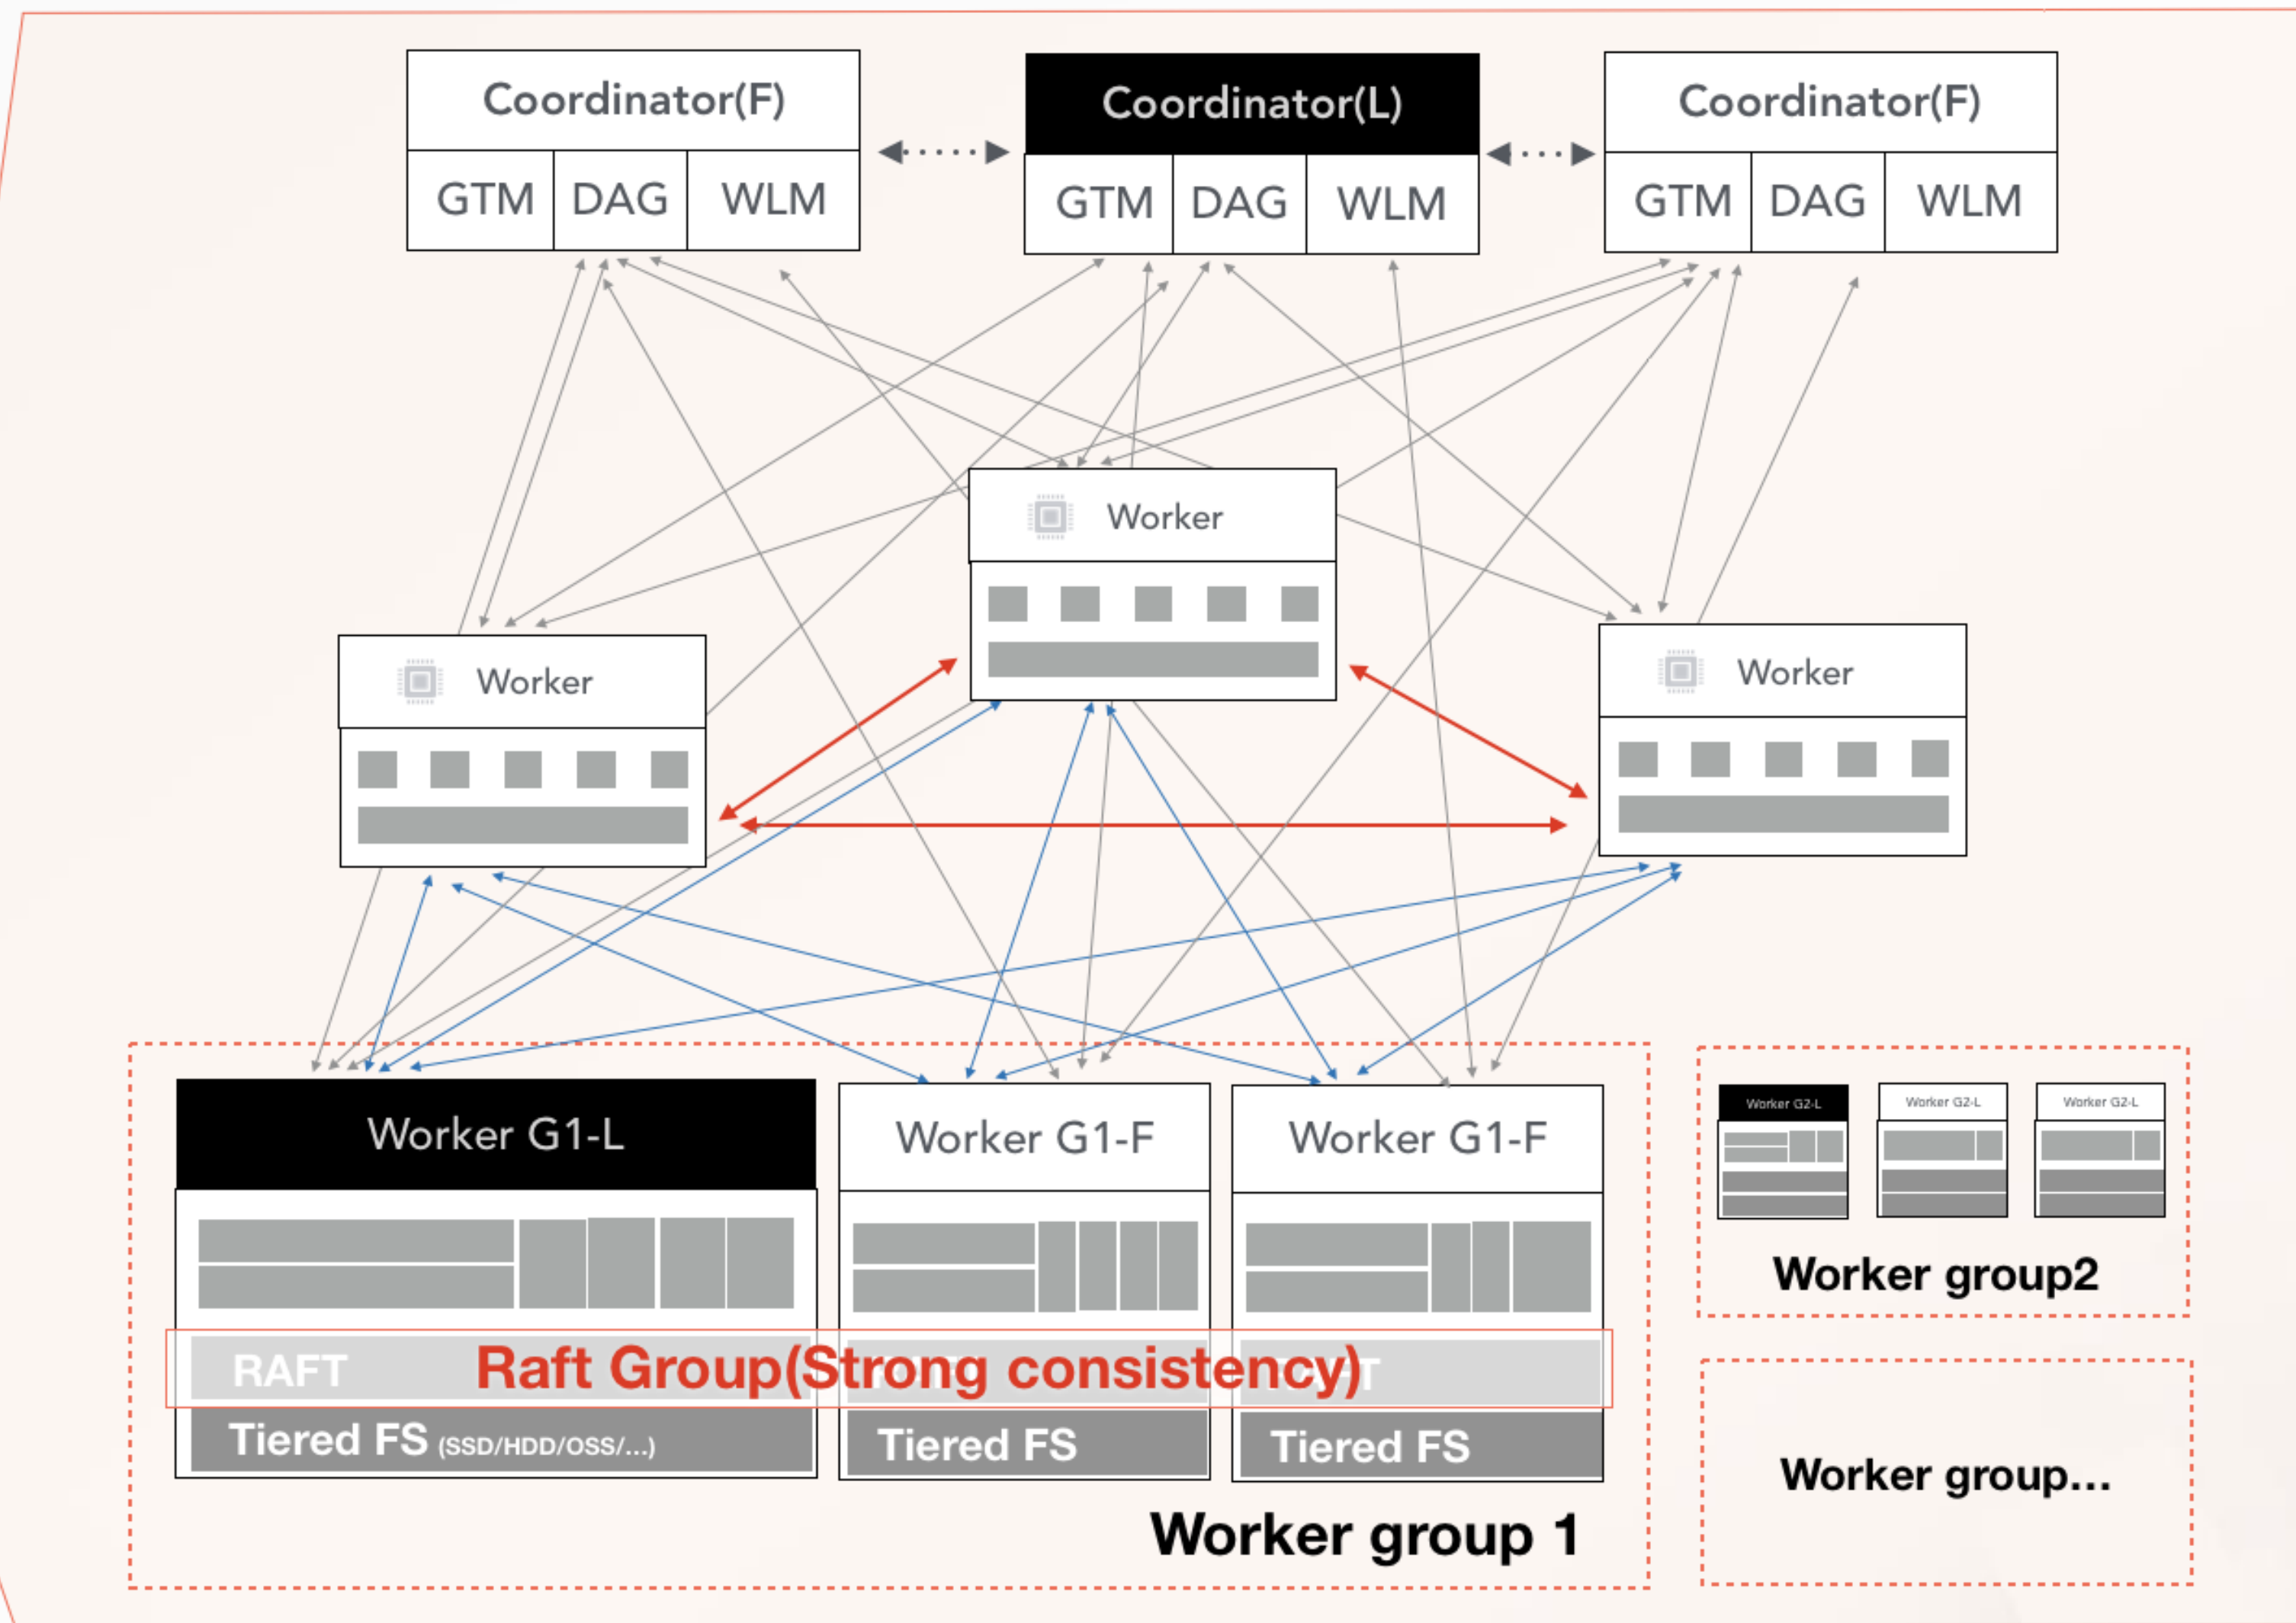 Coordinator(F)
Coordinator(L)
Coordinator(F)
GTM DAG WLM
GTM DAG WLM
GTM DAG WLM
Worker
Worker
Worker
Worker G1-L
Worker G1-F
Worker G1-F
RAFT
Raft Group(Strong consistency)
Tiered FS (SSD/HDD/OSS/...)
Tiered FS
Tiered FS
Worker group 1
Worker G2-L
Worker G2-L
Worker G2-L
Worker group2
Worker group...